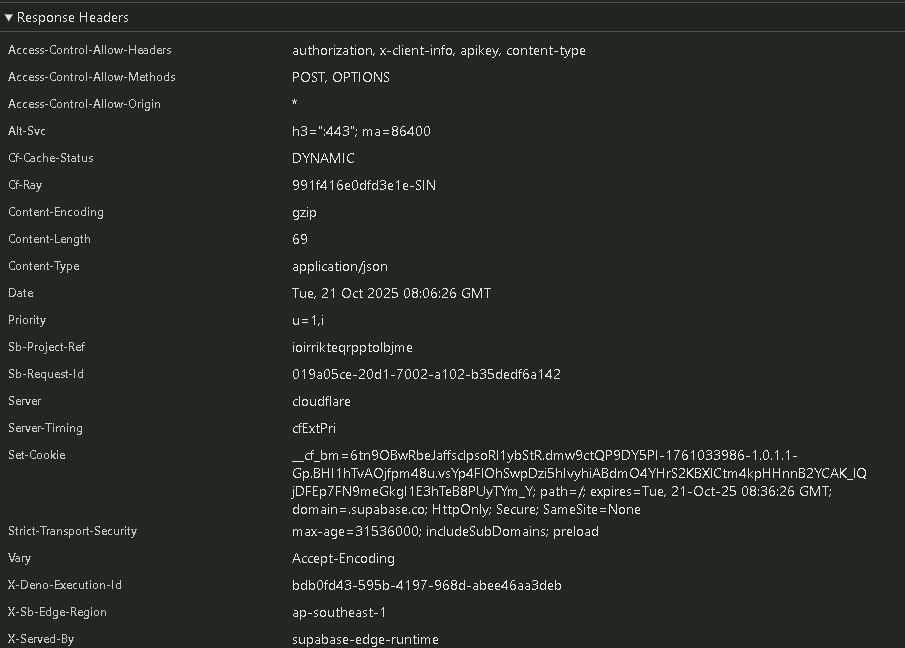 ▼ Response Headers
Access-Control-Allow-Headers authorization, x-client-info, apikey, content-type
Access-Control-Allow-Methods POST, OPTIONS
Access-Control-Allow-Origin *
Alt-Svc h3=":443"; ma=86400
Cf-Cache-Status DYNAMIC
Cf-Ray 991f416e0dfd3e1e-SIN
Content-Encoding gzip
Content-Length 69
Content-Type application/json
Date Tue, 21 Oct 2025 08:06:26 GMT
Priority u=1,i
Sb-Project-Ref ioirrikteqrpptolbjme
Sb-Request-Id 019a05ce-20d1-7002-a102-b35dedf6a142
Server cloudflare
Server-Timing cfExtPri
Set-Cookie __cf_bm=6tn9OBwRbeJaffsclpsoRI1ybStR.dmw9ctQP9DY5PI-1761033986-1.0.1.1-
Gp.BHI1hTvAOjfpm48u.vsYp4FlOhSwpDzi5hIvyhiABdmO4YHrS2KBXlCtm4kpHHnnB2YCAK_lQ
jDFEp7FN9meGkgI1E3hTeB8PUyTYm_Y; path=/; expires=Tue, 21-Oct-25 08:36:26 GMT;
domain=.supabase.co; HttpOnly; Secure; SameSite=None
Strict-Transport-Security max-age=31536000; includeSubDomains; preload
Vary Accept-Encoding
X-Deno-Execution-Id bdb0fd43-595b-4197-968d-abee46aa3deb
X-Sb-Edge-Region ap-southeast-1
X-Served-By supabase-edge-runtime